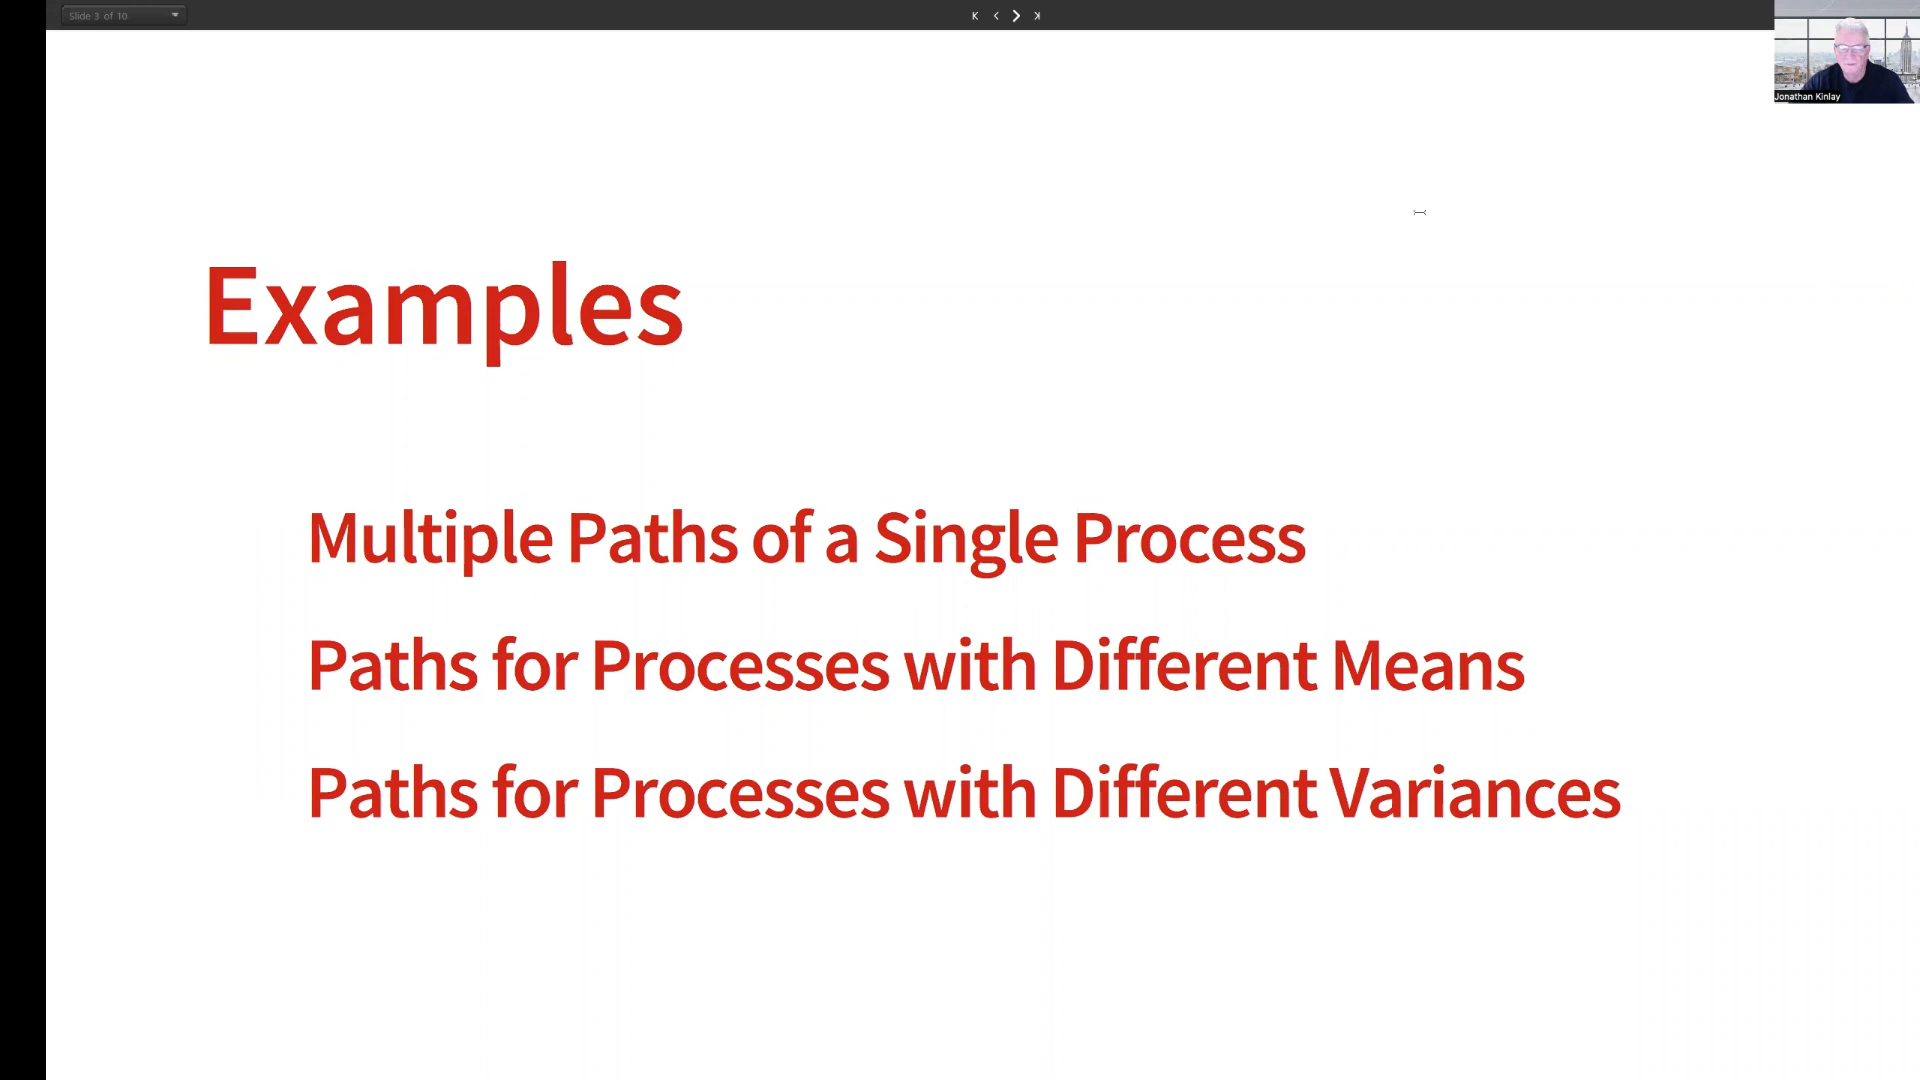 Slide 3 of 10
Jonathan Kinlay
Examples
Multiple Paths of a Single Process
Paths for Processes with Different Means
Paths for Processes with Different Variances